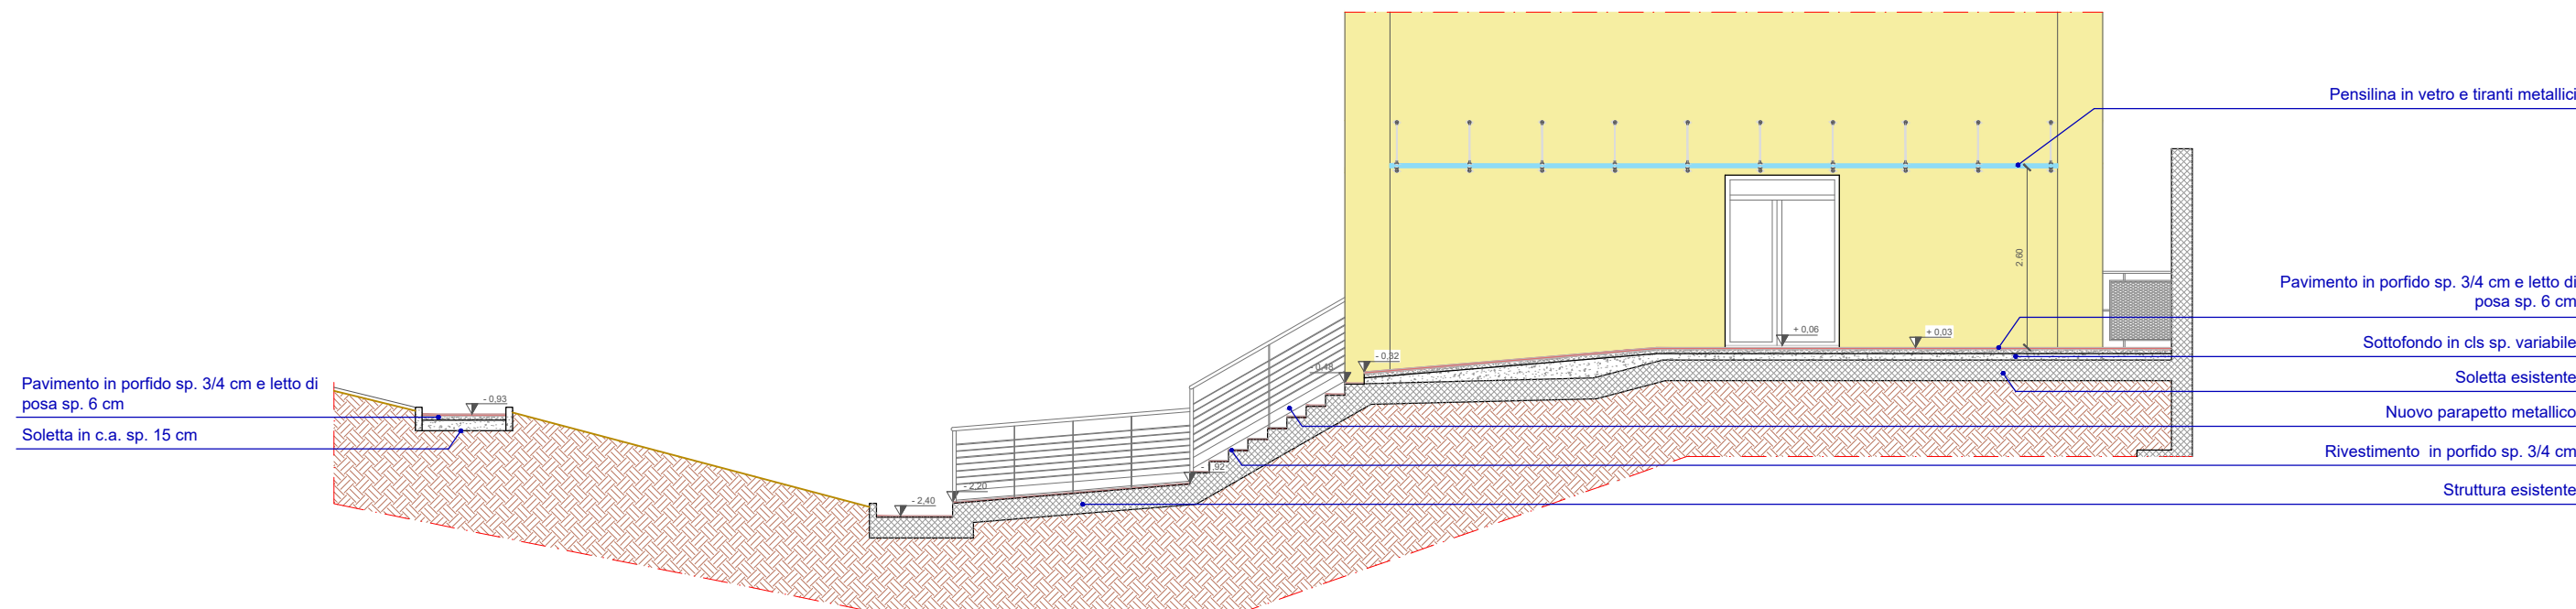 Pensilina in vetro e tiranti metallici
2.60
Pavimento in porfido sp. 3/4 cm e letto di
posa sp. 6 cm
+ 0,06
+ 0,03
Sottofondo in cls sp. variabile
- 0,32
- 0,48
Soletta esistente
Pavimento in porfido sp. 3/4 cm e letto di
posa sp. 6 cm
- 0,93
Nuovo parapetto metallico
Soletta in c.a. sp. 15 cm
Rivestimento in porfido sp. 3/4 cm
- 2,20
- 2,40
Struttura esistente